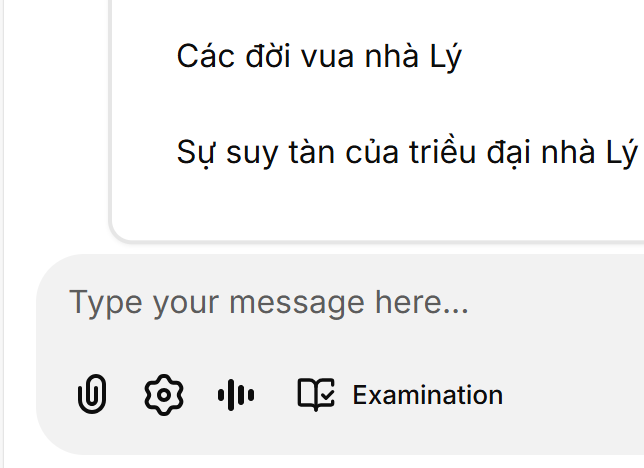 Các đời vua nhà Lý
Sự suy tàn của triều đại nhà Lý
Type your message here...
Examination